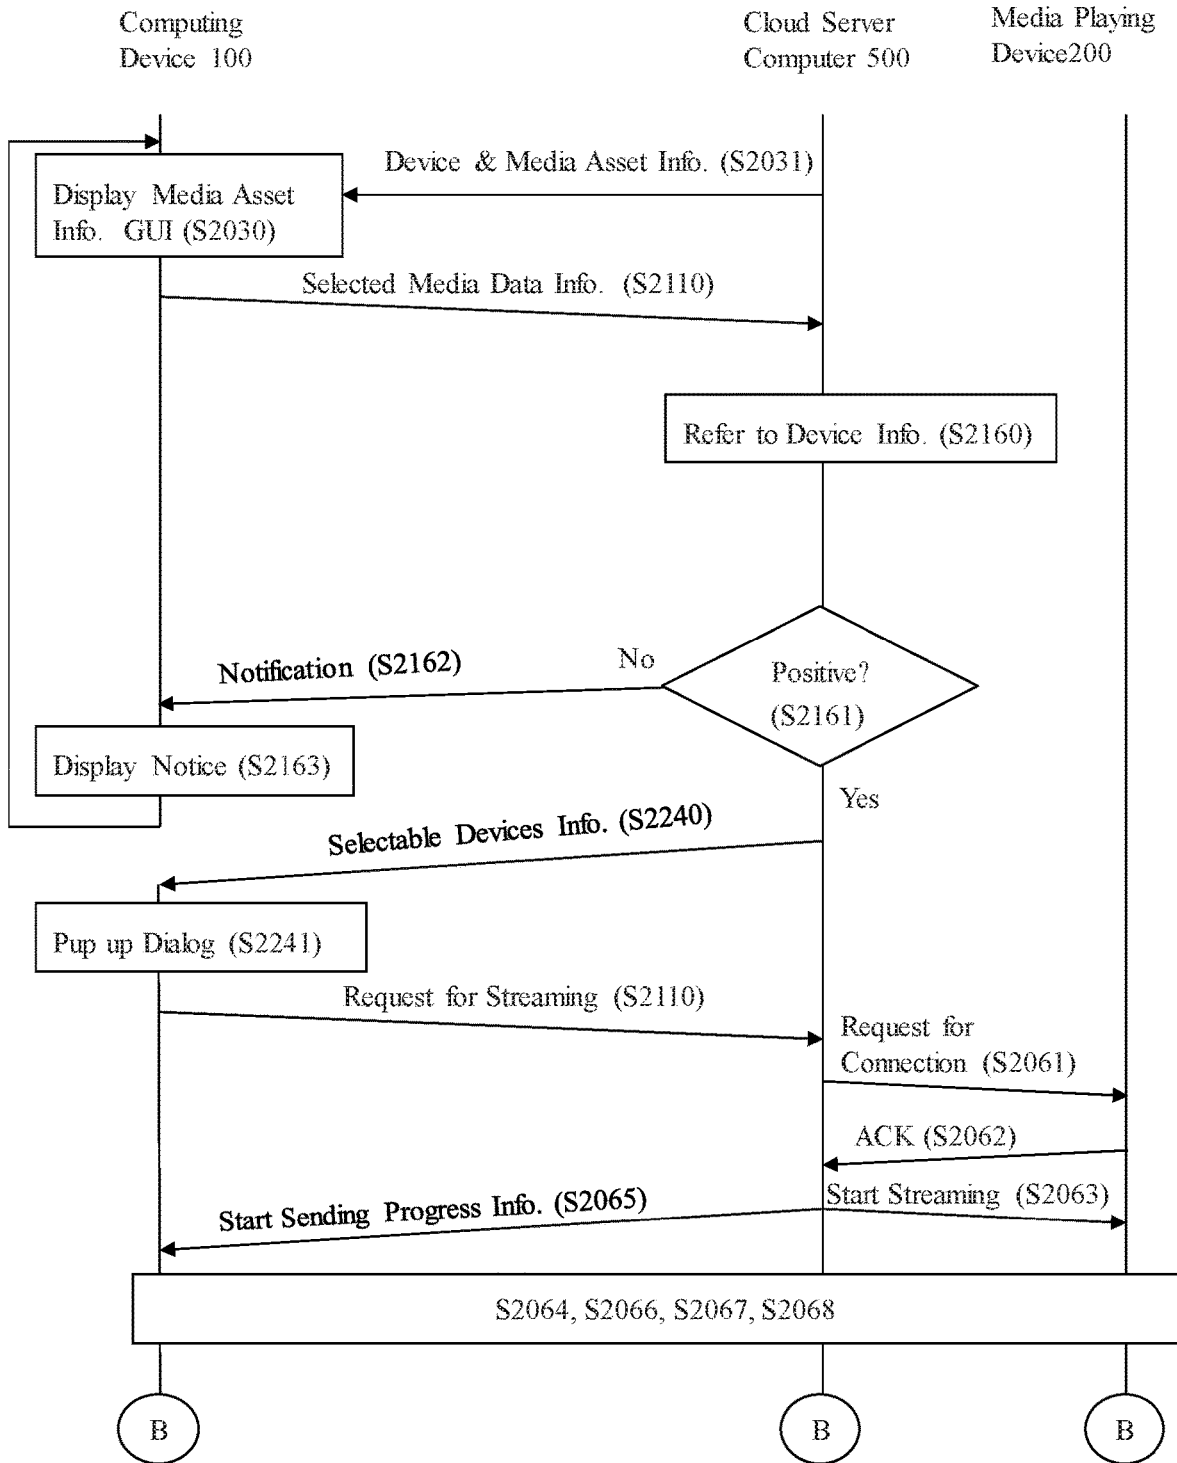 Computing
Device 100
Cloud Server
Computer 500
Media Playing
Device200
Device & Media Asset Info. (S2031)
Display Media Asset
Info. GUI (S2030)
Selected Media Data Info. (S2110)
Refer to Device Info. (S2160)
Notification (S2162)
No
Positive?
(S2161)
Display Notice (S2163)
Yes
Selectable Devices Info. (S2240)
Pup up Dialog (S2241)
Request for Streaming (S2110)
Request for
Connection (S2061)
ACK (S2062)
Start Streaming (S2063)
Start Sending Progress Info. (S2065)
S2064, S2066, S2067, S2068
B
B
B